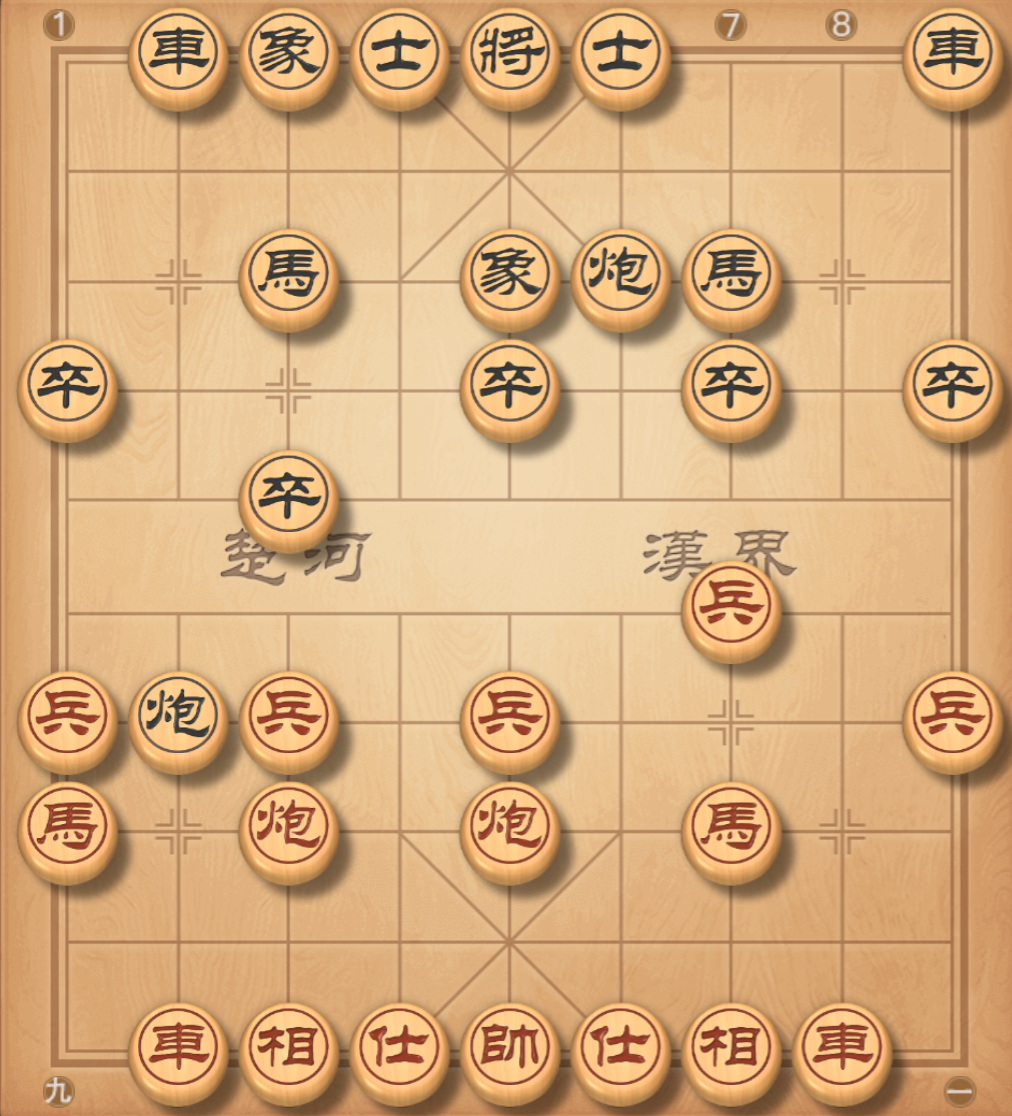 1 7 8
車 象 士 將 士 車
馬 象 炮 馬
卒 卒 卒 卒
卒
楚河 漢界
兵
兵 炮 兵 兵 兵
馬 炮 炮 馬
車 相 仕 帥 仕 相 車
九 一